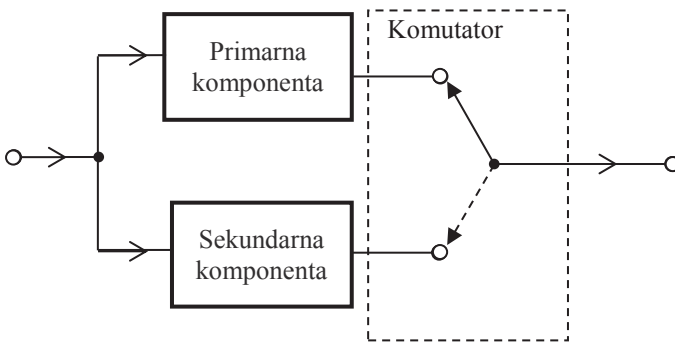 Primarna
komponenta
Komutator
Sekundarna
komponenta